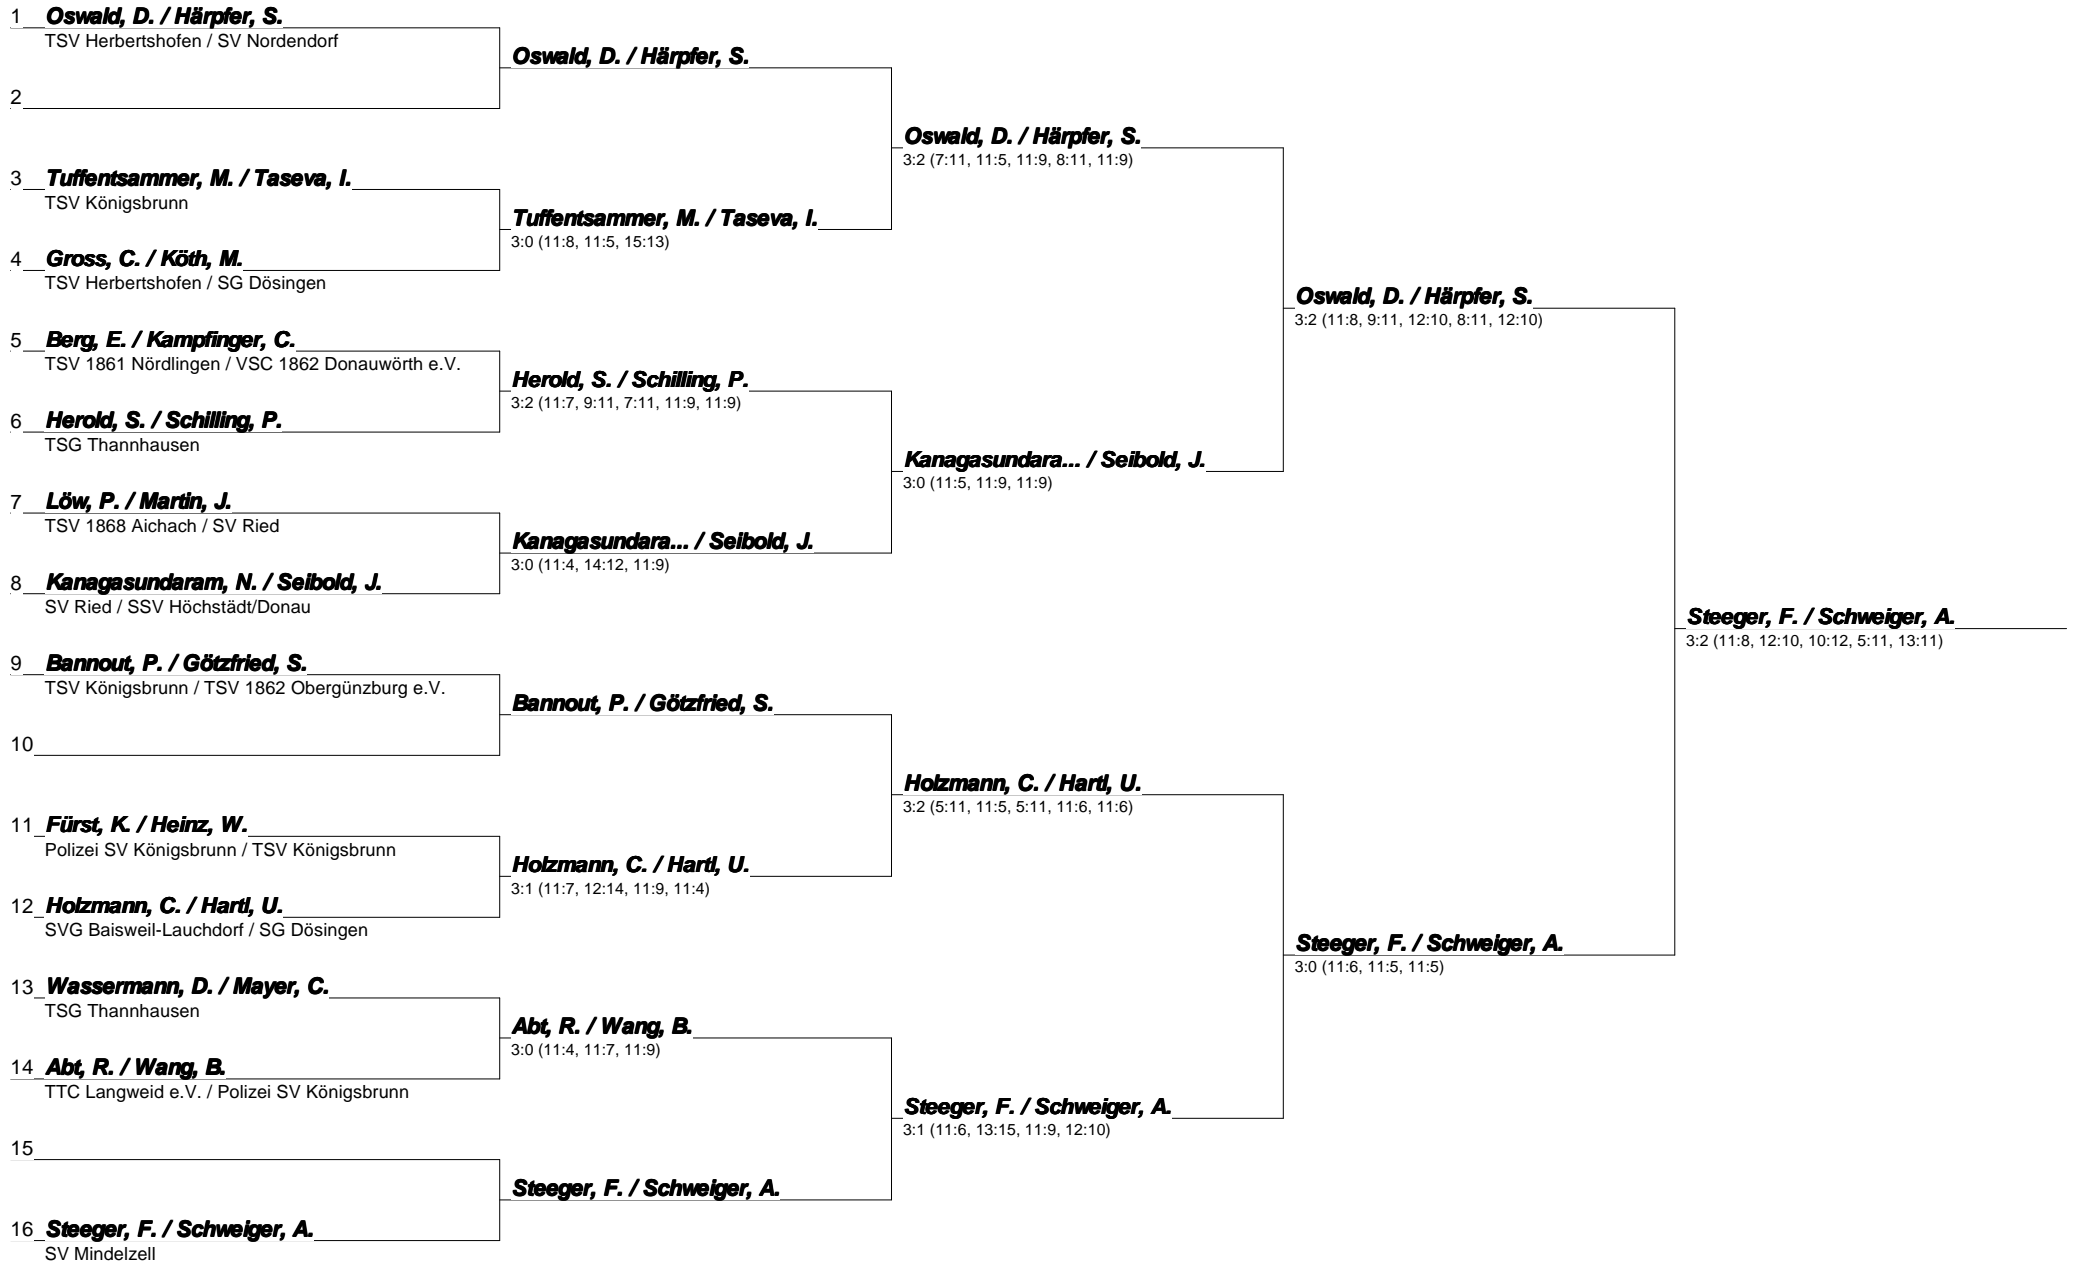 1 Oswald, D. / Härpfer, S.
TSV Herbertshofen / SV Nordendorf
2
3 Tuffentsammer, M. / Taseva, I.
TSV Königsbrunn
4 Gross, C. / Köth, M.
TSV Herbertshofen / SG Dösingen
5 Berg, E. / Kampfinger, C.
TSV 1861 Nördlingen / VSC 1862 Donauwörth e.V.
6 Herold, S. / Schilling, P.
TSG Thannhausen
7 Löw, P. / Martin, J.
TSV 1868 Aichach / SV Ried
8 Kanagasundaram, N. / Seibold, J.
SV Ried / SSV Höchstädt/Donau
9 Bannout, P. / Götzfried, S.
TSV Königsbrunn / TSV 1862 Obergünzburg e.V.
10
11 Fürst, K. / Heinz, W.
Polizei SV Königsbrunn / TSV Königsbrunn
12 Holzmann, C. / Hartl, U.
SVG Baisweil-Lauchdorf / SG Dösingen
13 Wassermann, D. / Mayer, C.
TSG Thannhausen
14 Abt, R. / Wang, B.
TTC Langweid e.V. / Polizei SV Königsbrunn
15
16 Steeger, F. / Schweiger, A.
SV Mindelzell
Oswald, D. / Härpfer, S.
Tuffentsammer, M. / Taseva, I.
3:0 (11:8, 11:5, 15:13)
Herold, S. / Schilling, P.
3:2 (11:7, 9:11, 7:11, 11:9, 11:9)
Kanagasundara... / Seibold, J.
3:0 (11:4, 14:12, 11:9)
Bannout, P. / Götzfried, S.
Holzmann, C. / Hartl, U.
3:1 (11:7, 12:14, 11:9, 11:4)
Abt, R. / Wang, B.
3:0 (11:4, 11:7, 11:9)
Steeger, F. / Schweiger, A.
Oswald, D. / Härpfer, S.
3:2 (7:11, 11:5, 11:9, 8:11, 11:9)
Kanagasundara... / Seibold, J.
3:0 (11:5, 11:9, 11:9)
Holzmann, C. / Hartl, U.
3:2 (5:11, 11:5, 5:11, 11:6, 11:6)
Steeger, F. / Schweiger, A.
3:1 (11:6, 13:15, 11:9, 12:10)
Oswald, D. / Härpfer, S.
3:2 (11:8, 9:11, 12:10, 8:11, 12:10)
Steeger, F. / Schweiger, A.
3:0 (11:6, 11:5, 11:5)
Steeger, F. / Schweiger, A.
3:2 (11:8, 12:10, 10:12, 5:11, 13:11)